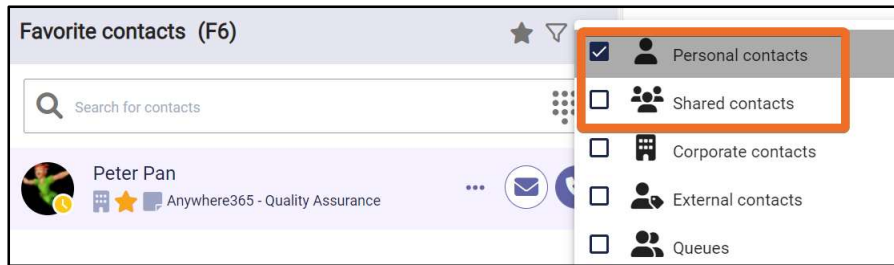 Favorite contacts (F6)
Search for contacts
Peter Pan
Anywhere365 - Quality Assurance
Personal contacts
Shared contacts
Corporate contacts
External contacts
Queues